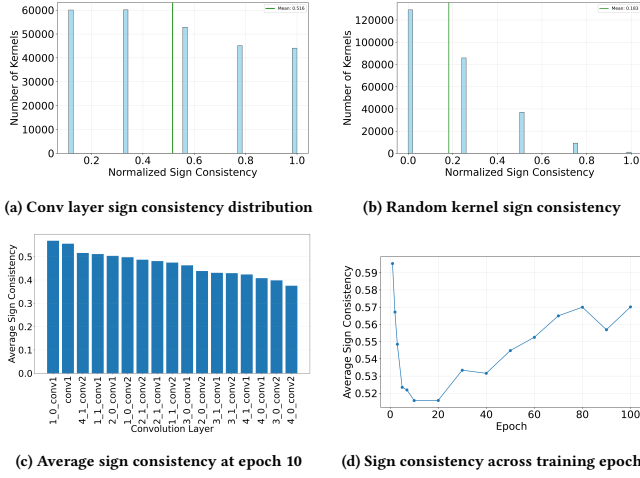 Mean: 0.516
60000
50000
40000
30000
20000
10000
0
Number of Kernels
0.2 0.4 0.6 0.8 1.0
Normalized Sign Consistency
(a) Conv layer sign consistency distribution
Mean: 0.183
120000
100000
80000
60000
40000
20000
0
Number of Kernels
0.0 0.2 0.4 0.6 0.8 1.0
Normalized Sign Consistency
(b) Random kernel sign consistency
0.5
0.4
0.3
0.2
0.1
0.0
Average Sign Consistency
1_0_conv1
conv1
4_1_conv2
1_1_conv1
2_0_conv1
1_0_conv2
2_1_conv2
2_1_conv1
1_1_conv2
3_0_conv1
2_0_conv2
3_1_conv1
3_1_conv2
4_1_conv1
4_0_conv1
3_0_conv2
4_0_conv2
Convolution Layer
(c) Average sign consistency at epoch 10
0.59
0.58
0.57
0.56
0.55
0.54
0.53
0.52
Average Sign Consistency
0 20 40 60 80 100
Epoch
(d) Sign consistency across training epoch